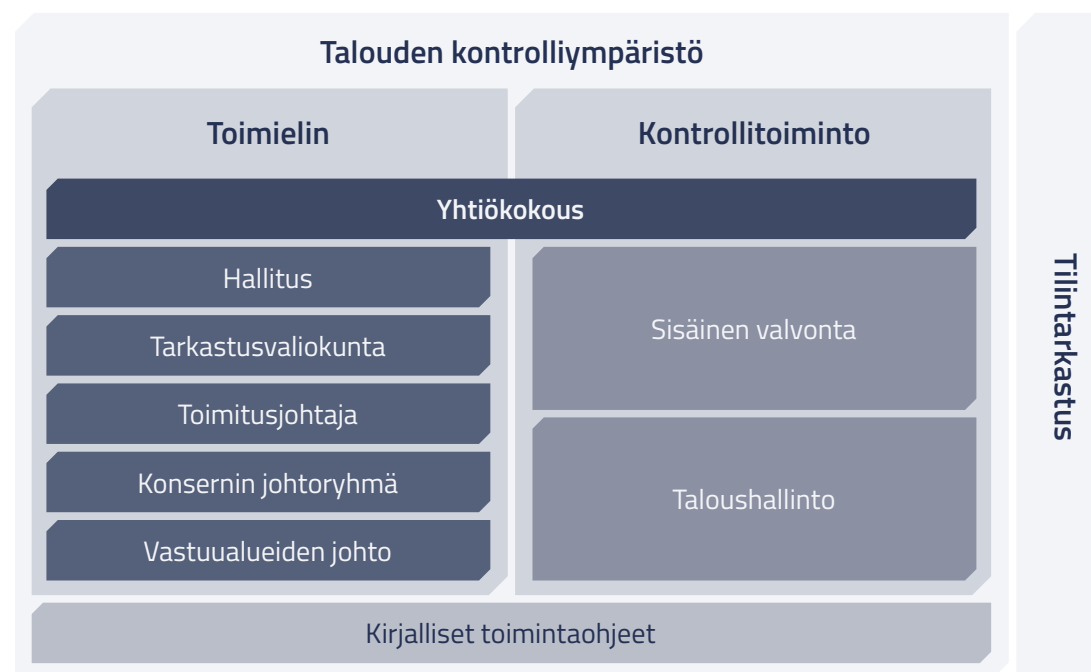 Talouden kontrolliympäristö
Toimielin
Kontrollitoiminto
Yhtiökokous
Hallitus
Tarkastusvaliokunta
Toimitusjohtaja
Konsernin johtoryhmä
Vastuualueiden johto
Sisäinen valvonta
Taloushallinto
Kirjalliset toimintaohjeet
Tilintarkastus